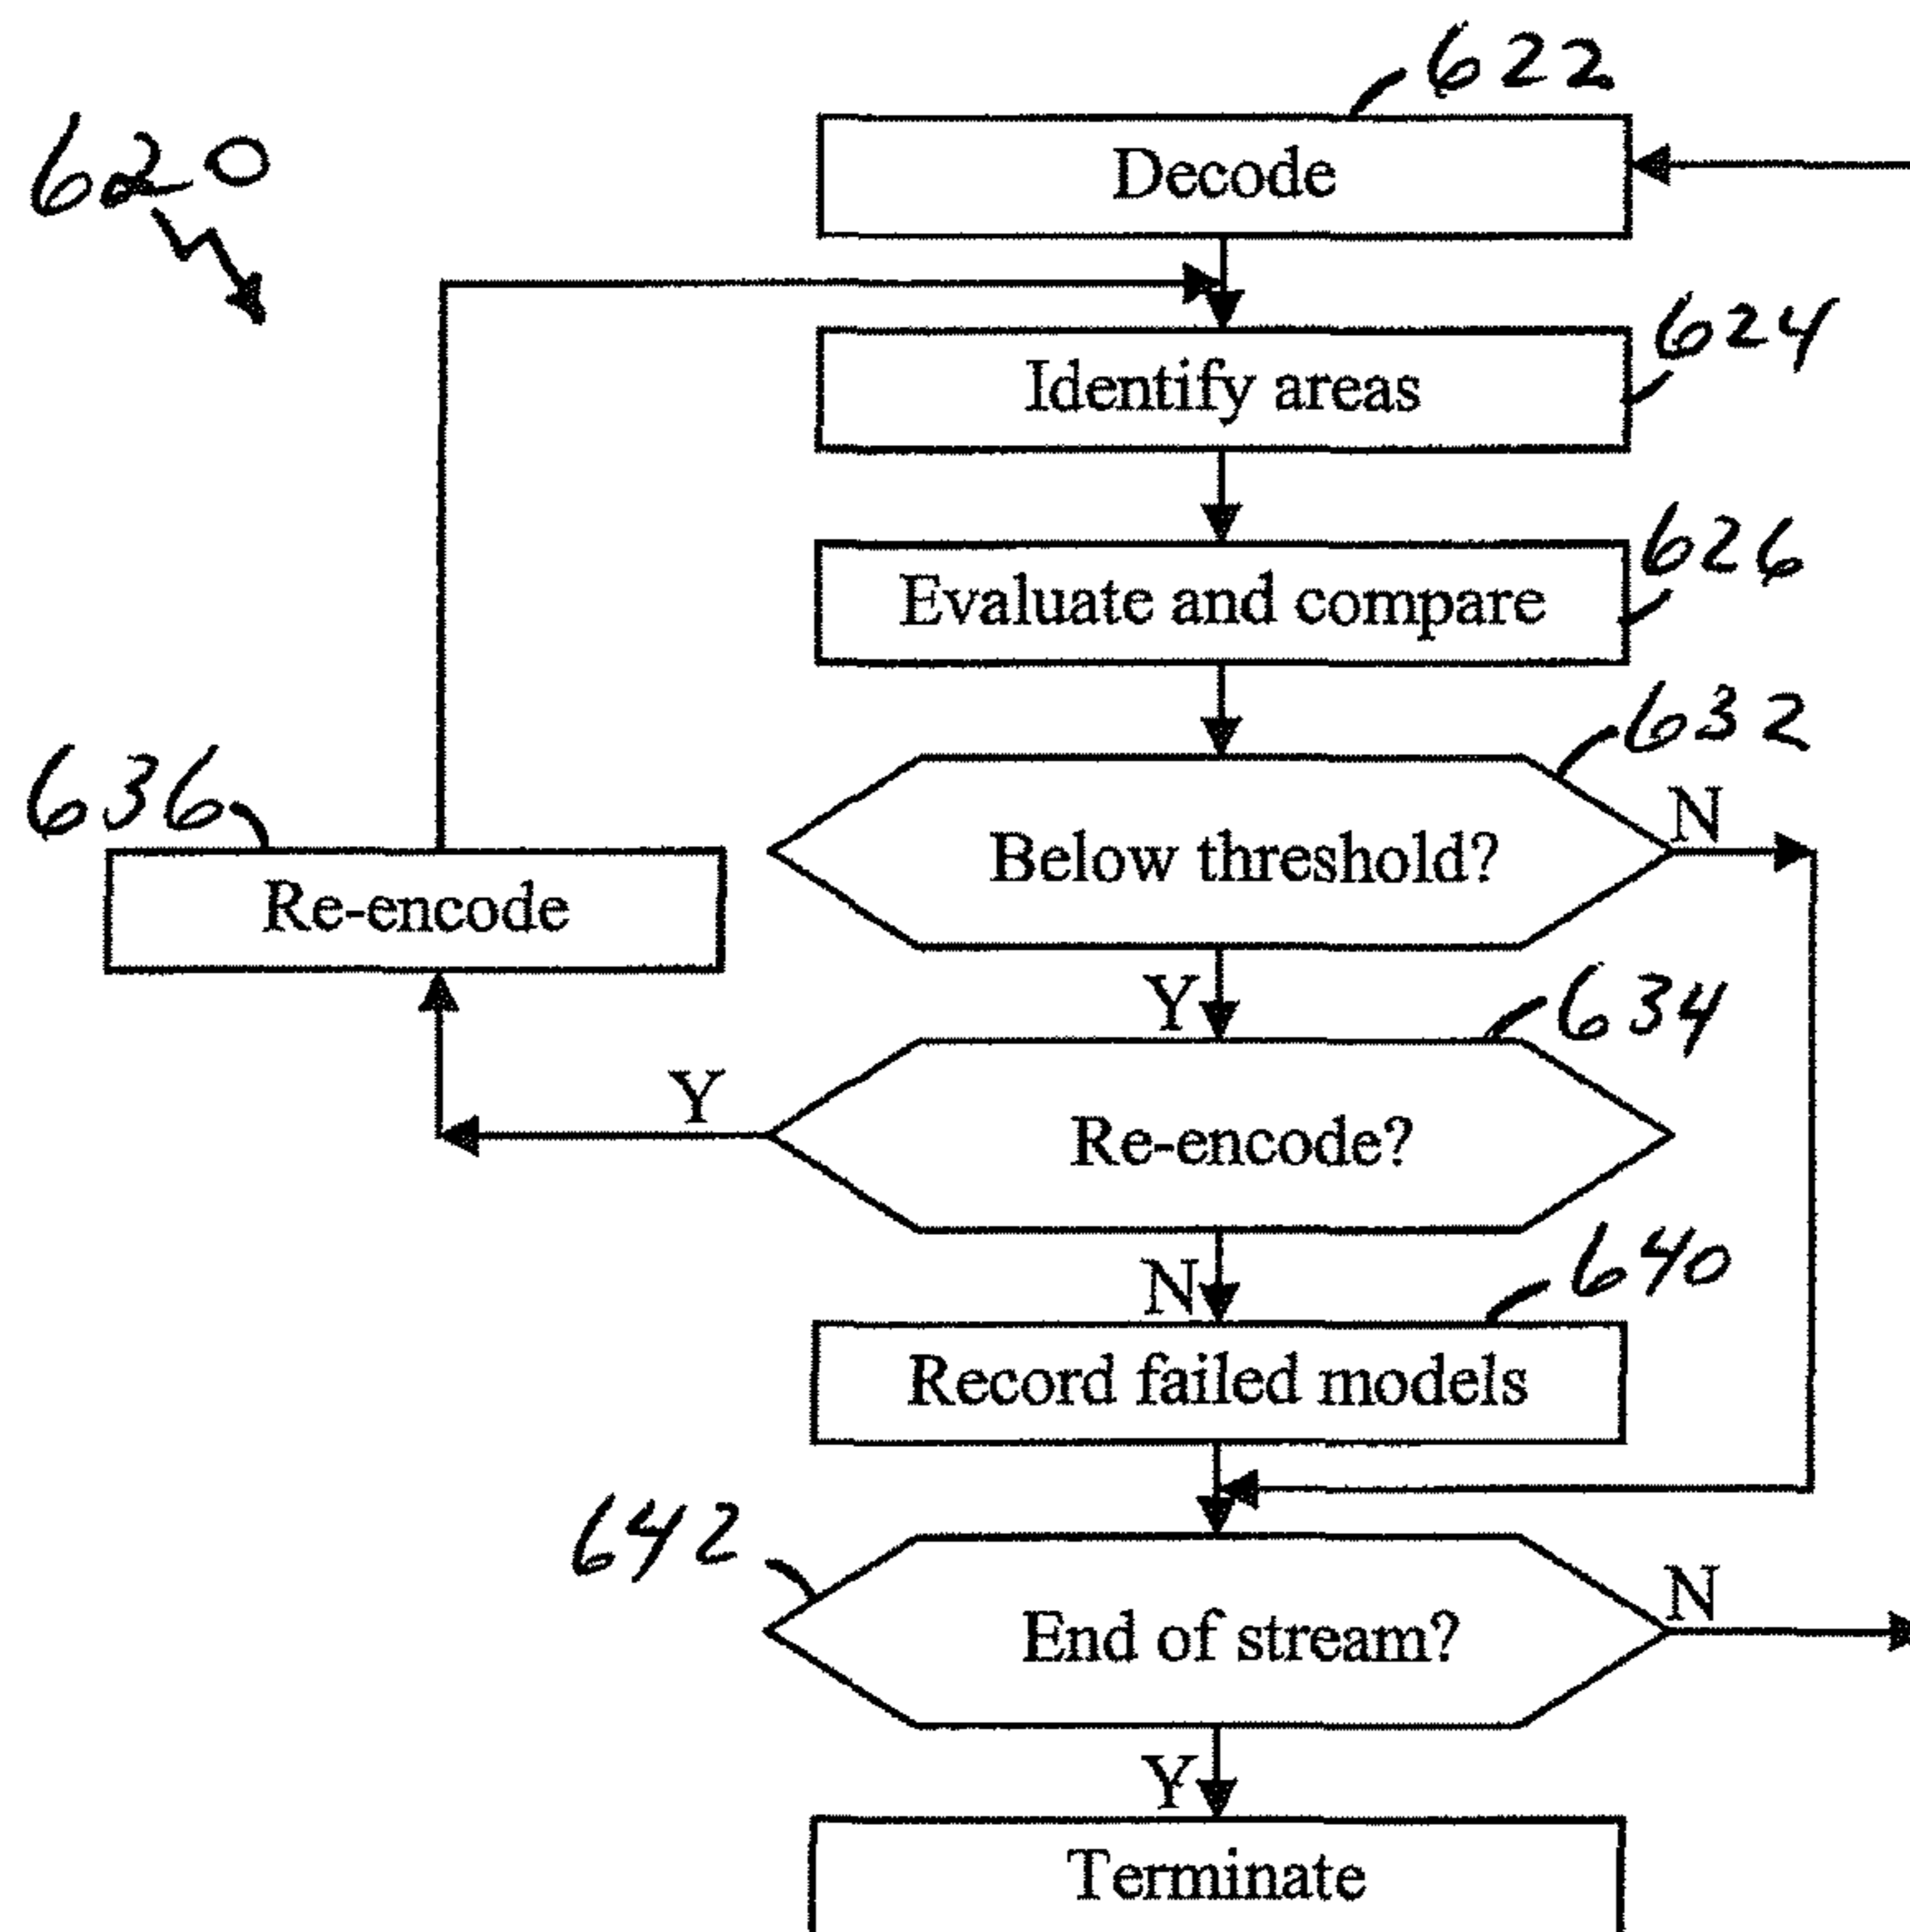 622
620
Decode
624
Identify areas
626
Evaluate and compare
632
N
Below threshold?
636
Re-encode
Y
634
Y
Re-encode?
640
N
Record failed models
642
N
End of stream?
Y
Terminate